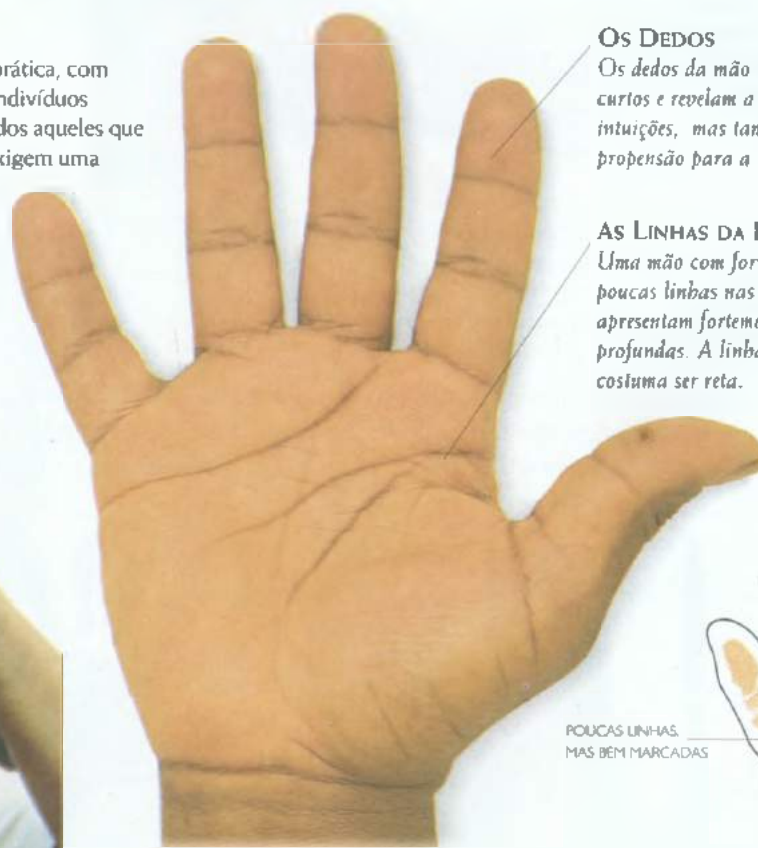 prática, com
ndivíduos
dos aqueles que
xigem uma
OS DEDOS
Os dedos da mão
curtos e revelam a
intuições, mas tam
propensão para a
AS LINHAS DA
Uma mão com for
poucas linhas nas
apresentam forteme
profundas. A linha
costuma ser reta.
POUCAS LINHAS,
MAS BEM MARCADAS